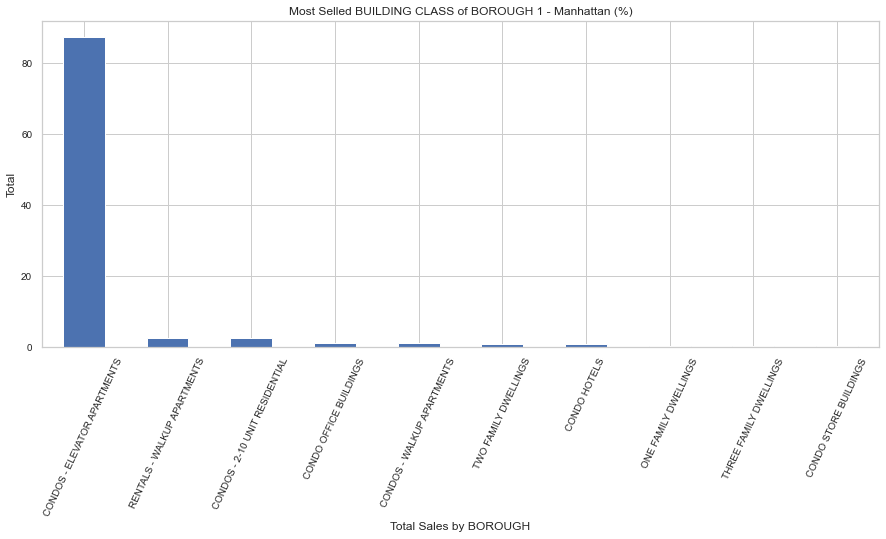 Most Selled BUILDING CLASS of BOROUGH 1 - Manhattan (%)
Total
80
60
40
20
0
CONDOS - ELEVATOR APARTMENTS
RENTALS - WALKUP APARTMENTS
CONDOS - 2-10 UNIT RESIDENTIAL
CONDO OFFICE BUILDINGS
CONDOS - WALKUP APARTMENTS
TWO FAMILY DWELLINGS
CONDO HOTELS
ONE FAMILY DWELLINGS
THREE FAMILY DWELLINGS
CONDO STORE BUILDINGS
Total Sales by BOROUGH